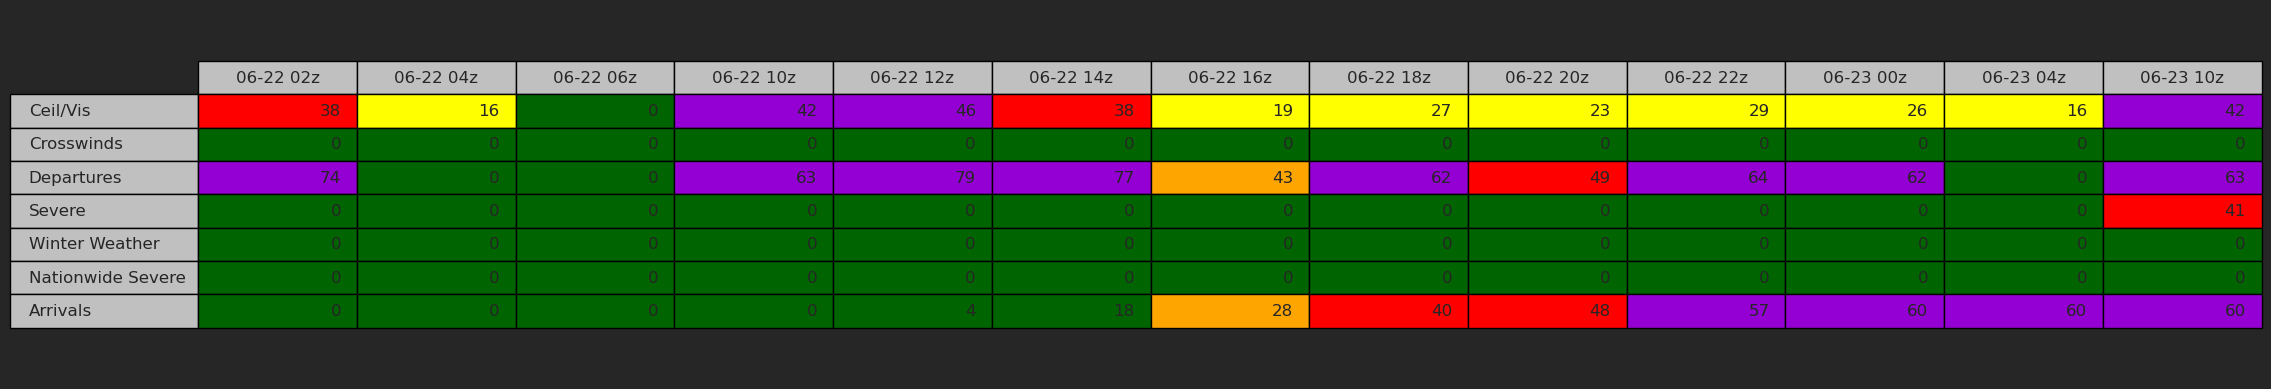 06-22 02z 06-22 04z 06-22 06z 06-22 10z 06-22 12z 06-22 14z 06-22 16z 06-22 18z 06-22 20z 06-22 22z 06-23 00z 06-23 04z 06-23 10z
Ceil/Vis 38 16 0 42 46 38 19 27 23 29 26 16 42
Crosswinds 0 0 0 0 0 0 0 0 0 0 0 0 0
Departures 74 0 0 63 79 77 43 62 49 64 62 0 63
Severe 0 0 0 0 0 0 0 0 0 0 0 0 41
Winter Weather 0 0 0 0 0 0 0 0 0 0 0 0 0
Nationwide Severe 0 0 0 0 0 0 0 0 0 0 0 0 0
Arrivals 0 0 0 0 4 18 28 40 48 57 60 60 60